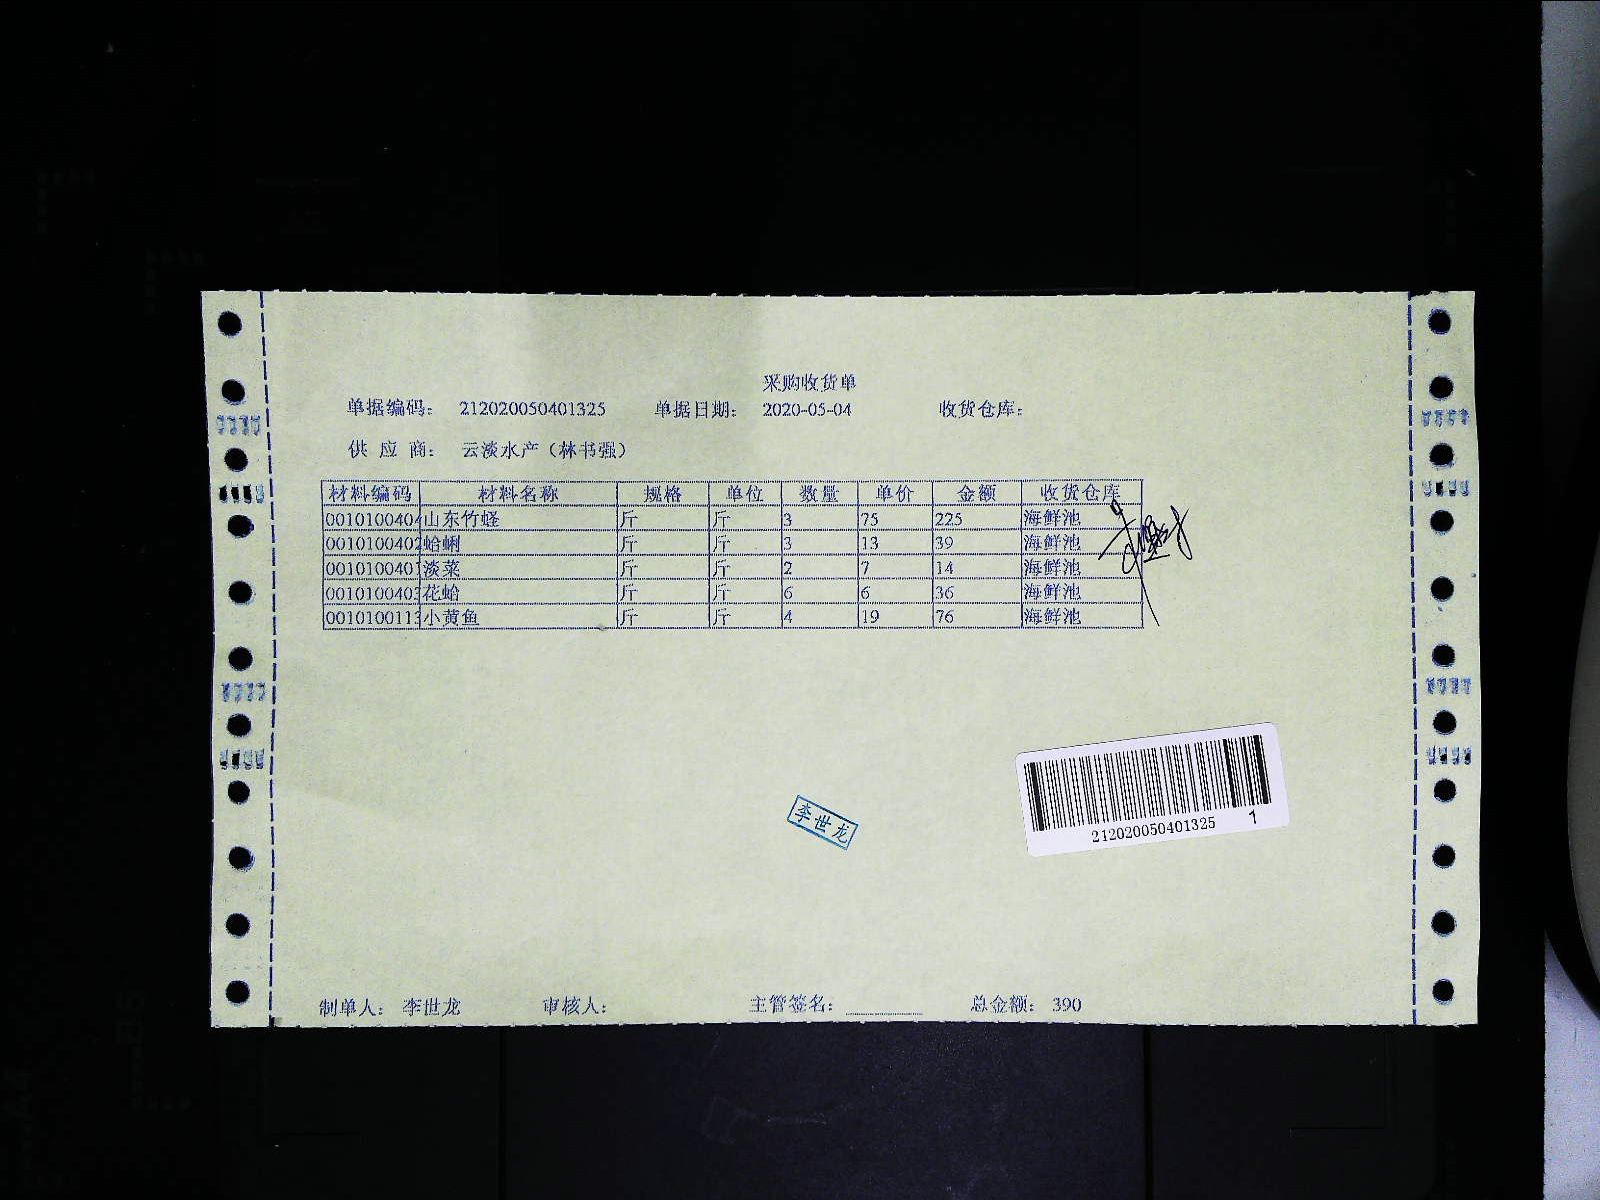 采购收货单
单据编码： 212020050401325 单据日期： 2020-05-04 收货仓库：
供 应 商： 云淡水产（林书强）
材料编码 材料名称 规格 单位 数量 单价 金额 收货仓库
0010100404 山东竹蛏 斤 斤 3 75 225 海鲜池
0010100402 蛤蜊 斤 斤 3 13 39 海鲜池
0010100401 淡菜 斤 斤 2 7 14 海鲜池
0010100403 花蛤 斤 斤 6 6 36 海鲜池
0010100113 小黄鱼 斤 斤 4 19 76 海鲜池
212020050401325 1
李世龙
制单人： 李世龙 审核人： 主管签名： 总金额： 390